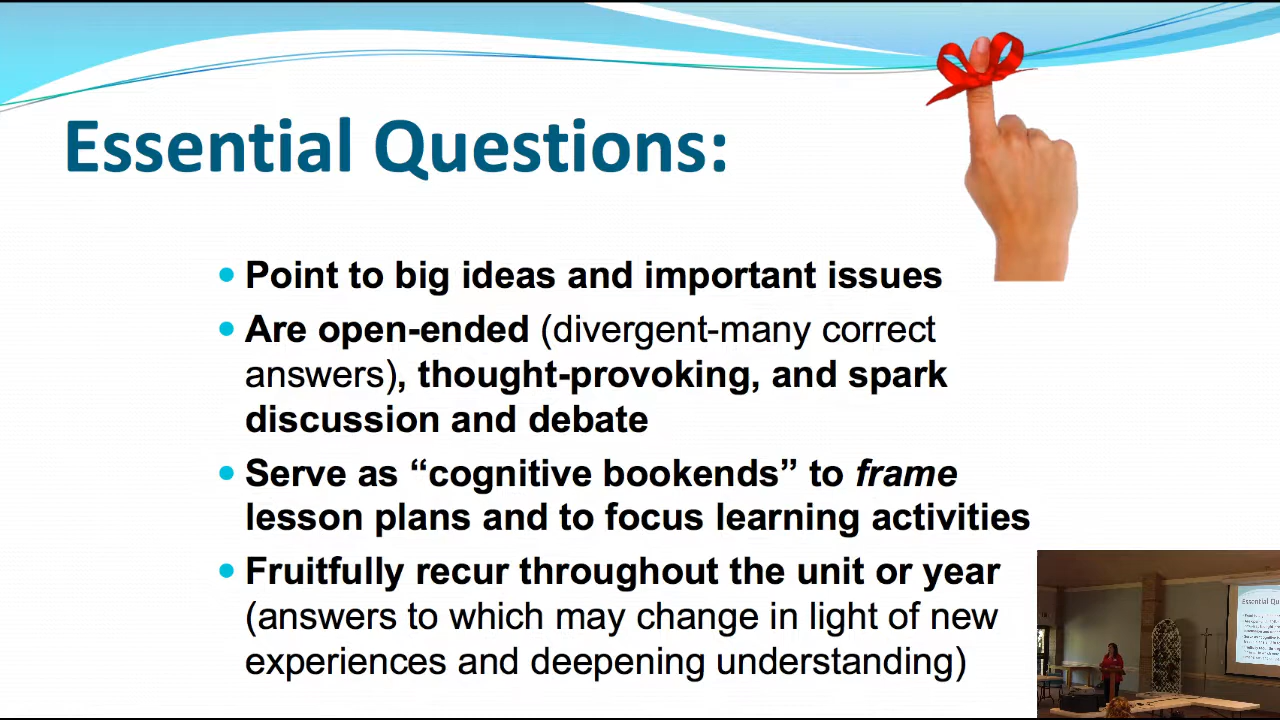 Essential Questions:
• Point to big ideas and important issues
• Are open-ended (divergent-many correct
answers), thought-provoking, and spark
discussion and debate
• Serve as “cognitive bookends” to frame
lesson plans and to focus learning activities
• Fruitfully recur throughout the unit or year
(answers to which may change in light of new
experiences and deepening understanding)
Essential Qu